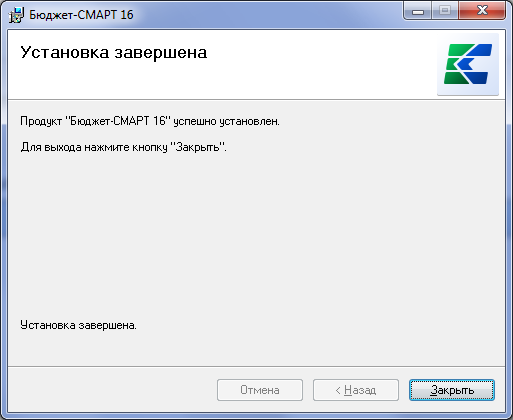 Бюджет-СМАРТ 16
Установка завершена
Продукт "Бюджет-СМАРТ 16" успешно установлен.
Для выхода нажмите кнопку "Закрыть".
Установка завершена.
Отмена
< Назад
Закрыть